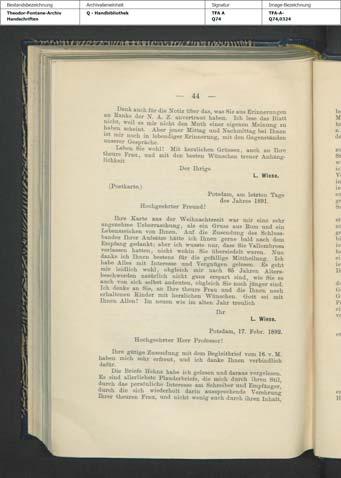 Bestandsbezeichnung Archivalieneinheit Signatur Image-Bezeichnung
Theodor-Fontane-Archiv Q - Handbibliothek TFA A TFA-A-
Handschriften Q74 Q74,0324
— 44 —
Dank auch für die Notiz über das, was Sie aus Erinnerungen
an Ranke der N. A. Z. anvertraut haben. Ich lese das Blatt
nicht, weil es mir nicht den Muth einer eigenen Meinung zu
haben scheint. Aber jener Mittag und Nachmittag bei Ihnen
ist mir noch in lebendiger Erinnerung, mit den Gegenständen
unserer Gespräche.
Leben Sie wohl! Mit herzlichen Grüssen, auch an Ihre
theure Frau, und mit den besten Wünschen treuer Anhäng-
lichkeit
Der Ihrige
L. Wiese.
(Postkarte.)
Potsdam, am letzten Tage
des Jahres 1891.
Hochgeehrter Freund!
Ihre Karte aus der Weihnachtszeit war mir eine sehr
angenehme Ueberraschung, als ein Gruss aus Rom und ein
Lebenszeichen von Ihnen. Auf die Zusendung des Schluss-
bandes Ihrer Aufsätze hätte ich Ihnen gerne bald nach dem
Empfang gedankt; aber ich wusste nur, dass Sie Vallombrosa
verlassen hatten, nicht wohin Sie übersiedelt waren. Nun
danke ich Ihnen bestens für die gefällige Mittheilung. Ich
habe Alles mit Interesse und Vergnügen gelesen. Es geht
mir leidlich wohl, obgleich mir nach 85 Jahren Alters-
beschwerden natürlich nicht ganz erspart sind, wie Sie es
auch von sich selbst andeuten, obgleich Sie noch jünger sind.
Ich denke an Sie, an Ihre theure Frau und die Ihnen noch
erhaltenen Kinder mit herzlichen Wünschen. Gott sei mit
Ihnen Allen! Im neuen wie im alten Jahr treulich
Ihr
L. Wiese.
Potsdam, 17. Febr. 1892.
Hochgeehrter Herr Professor!
Ihre gütige Zusendung mit dem Begleitbrief vom 16. v. M.
haben mich sehr erfreut, und ich danke Ihnen verbindlich
dafür.
Die Briefe Hehns habe ich gelesen und daraus vorgelesen.
Es sind allerliebste Plauderbriefe, die mich durch ihren Stil,
durch das persönliche Interesse am Schreiber und Empfänger,
durch die sich wiederholt darin aussprechende Verehrung
Ihrer theuren Frau, und nicht wenig auch durch ihren Inhalt,